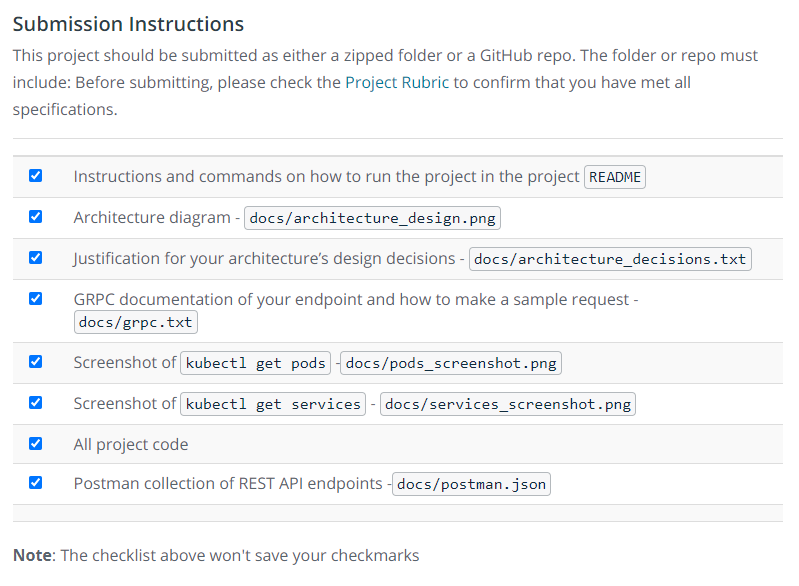 Submission Instructions
This project should be submitted as either a zipped folder or a GitHub repo. The folder or repo must
include: Before submitting, please check the Project Rubric to confirm that you have met all
specifications.
Instructions and commands on how to run the project in the project README
Architecture diagram - docs/architecture_design.png
Justification for your architecture’s design decisions - docs/architecture_decisions.txt
GRPC documentation of your endpoint and how to make a sample request -
docs/grpc.txt
Screenshot of kubectl get pods -docs/pods_screenshot.png
Screenshot of kubectl get services - docs/services_screenshot.png
All project code
Postman collection of REST API endpoints -docs/postman.json
Note: The checklist above won't save your checkmarks